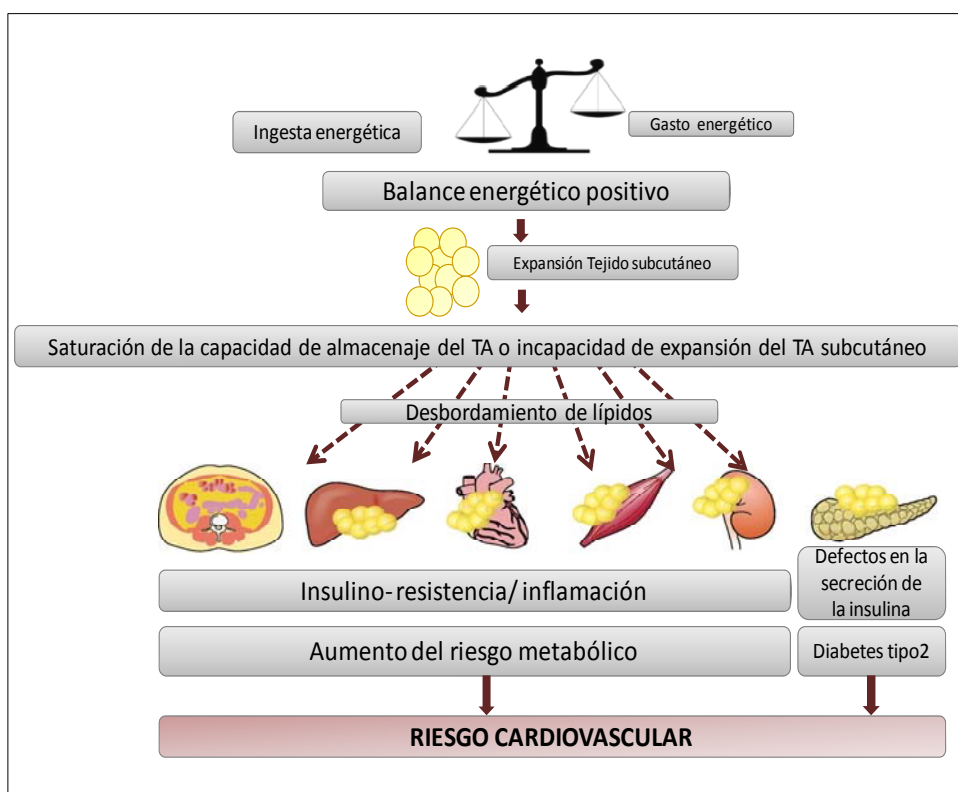 Ingesta energética
Gasto energético
Balance energético positivo
Expansión Tejido subcutáneo
Saturación de la capacidad de almacenaje del TA o incapacidad de expansión del TA subcutáneo
Desbordamiento de lípidos
Insulino-resistencia/ inflamación
Defectos en la
secreción de
la insulina
Aumento del riesgo metabólico
Diabetes tipo2
RIESGO CARDIOVASCULAR